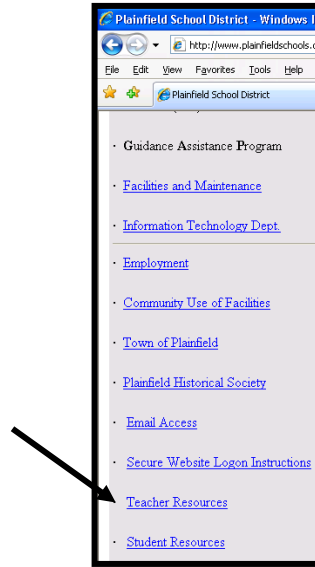 Plainfield School District - Windows I
http://www.plainfieldschools.
File Edit View Favorites Tools Help
Plainfield School District
· Guidance Assistance Program
· Facilities and Maintenance
· Information Technology Dept.
· Employment
· Community Use of Facilities
· Town of Plainfield
· Plainfield Historical Society
· Email Access
· Secure Website Logon Instructions
Teacher Resources
· Student Resources